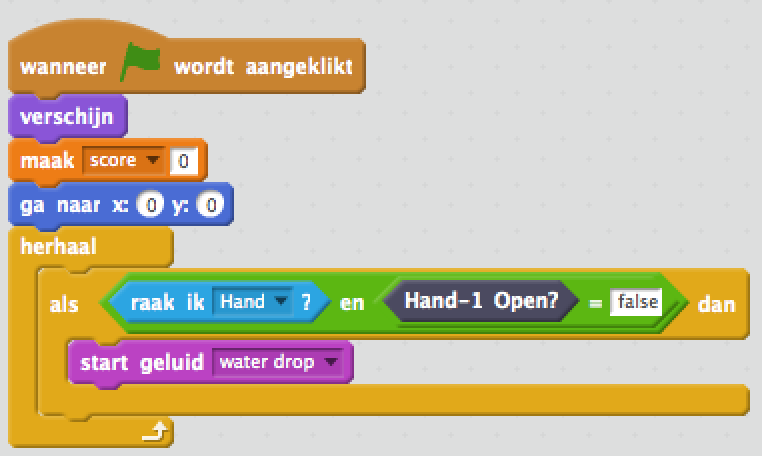 wanneer wordt aangeklikt
verschijn
maak score 0
ga naar x: 0 y: 0
herhaal
als raak ik Hand ? en Hand-1 Open? = false dan
start geluid water drop